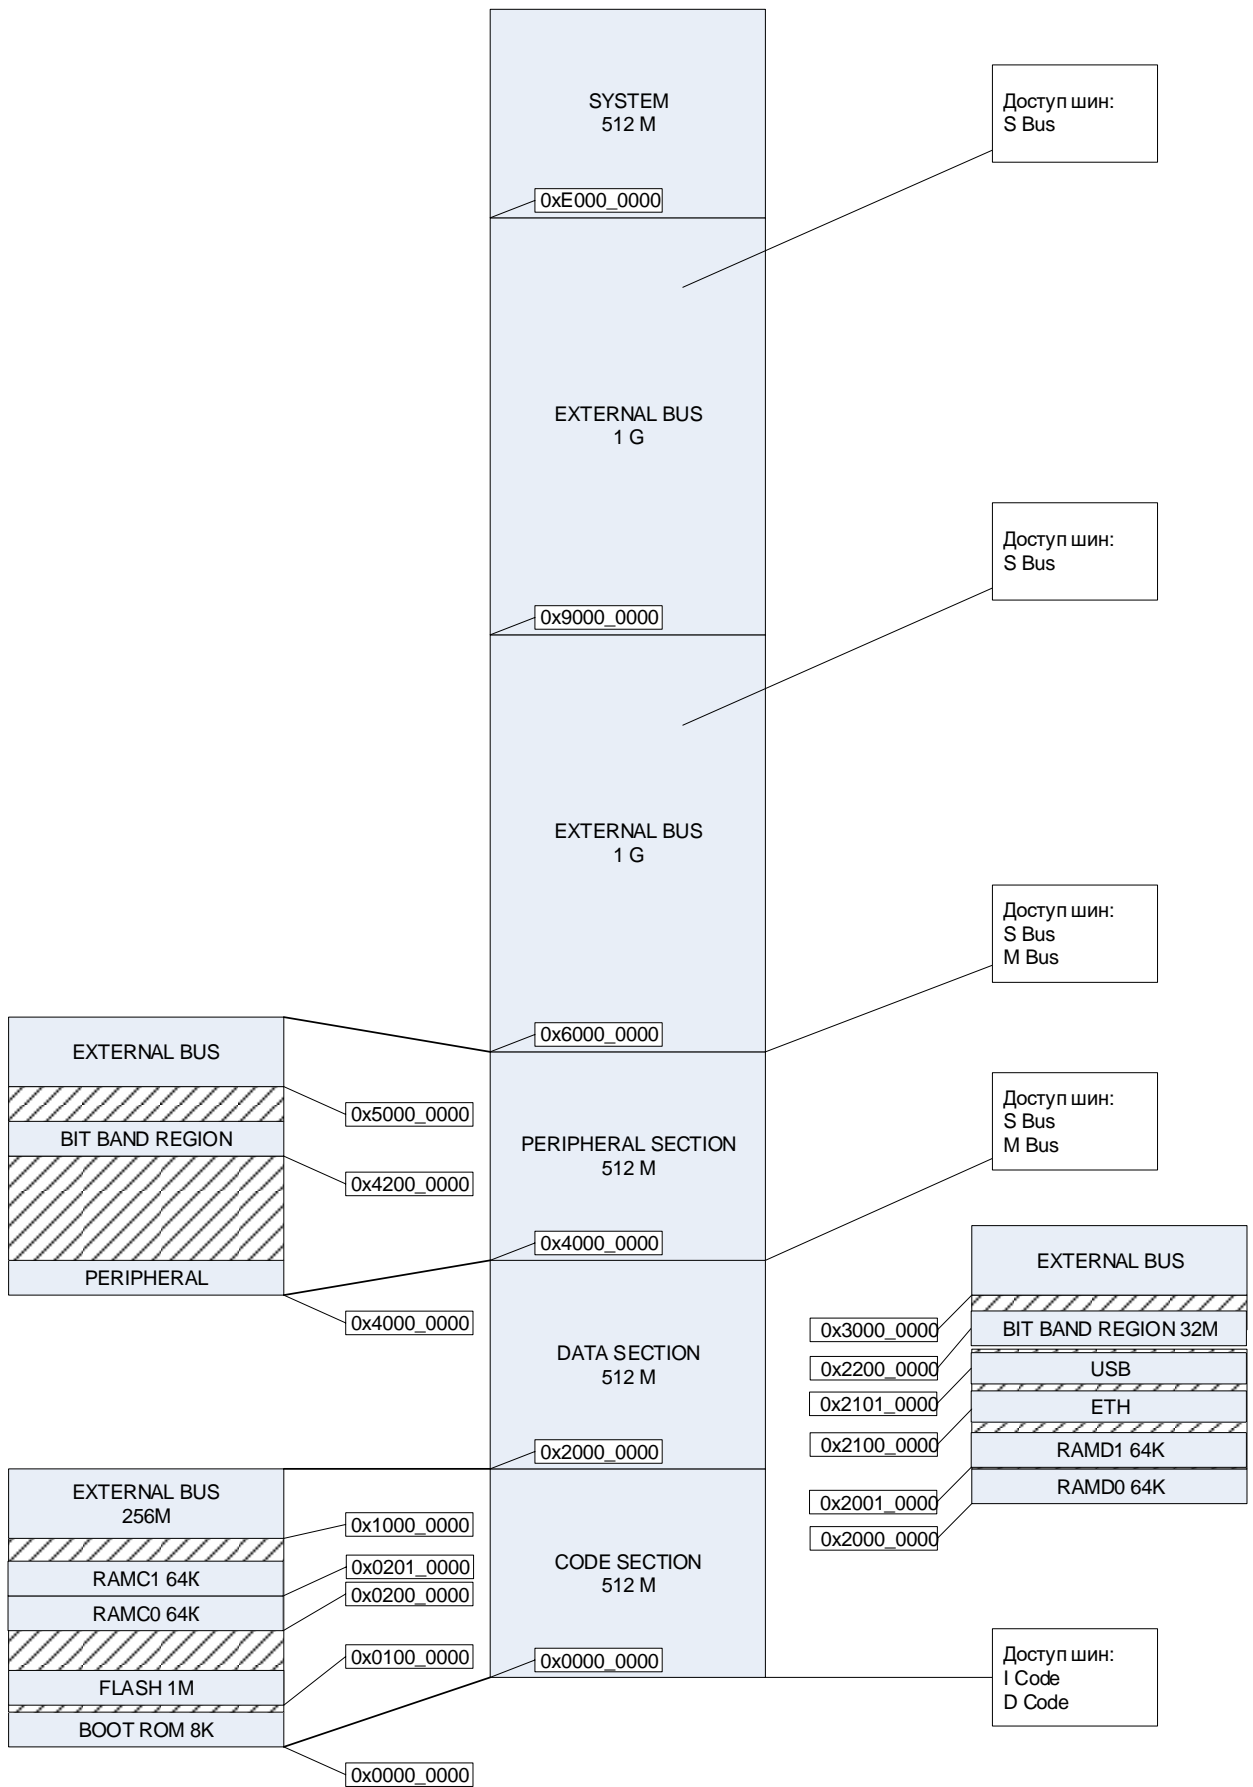 SYSTEM
512 M
Доступ шин:
S Bus
0xE000_0000
EXTERNAL BUS
1 G
Доступ шин:
S Bus
0x9000_0000
EXTERNAL BUS
1 G
Доступ шин:
S Bus
M Bus
0x6000_0000
EXTERNAL BUS
0x5000_0000
BIT BAND REGION
0x4200_0000
PERIPHERAL
0x4000_0000
PERIPHERAL SECTION
512 M
0x4000_0000
Доступ шин:
S Bus
M Bus
EXTERNAL BUS
0x3000_0000
BIT BAND REGION 32M
0x2200_0000
USB
0x2101_0000
ETH
0x2100_0000
RAMD1 64K
0x2001_0000
RAMD0 64K
0x2000_0000
DATA SECTION
512 M
0x2000_0000
EXTERNAL BUS
256M
0x1000_0000
RAMC1 64К
0x0201_0000
RAMC0 64К
0x0200_0000
FLASH 1M
0x0100_0000
BOOT ROM 8K
0x0000_0000
CODE SECTION
512 M
0x0000_0000
Доступ шин:
I Code
D Code